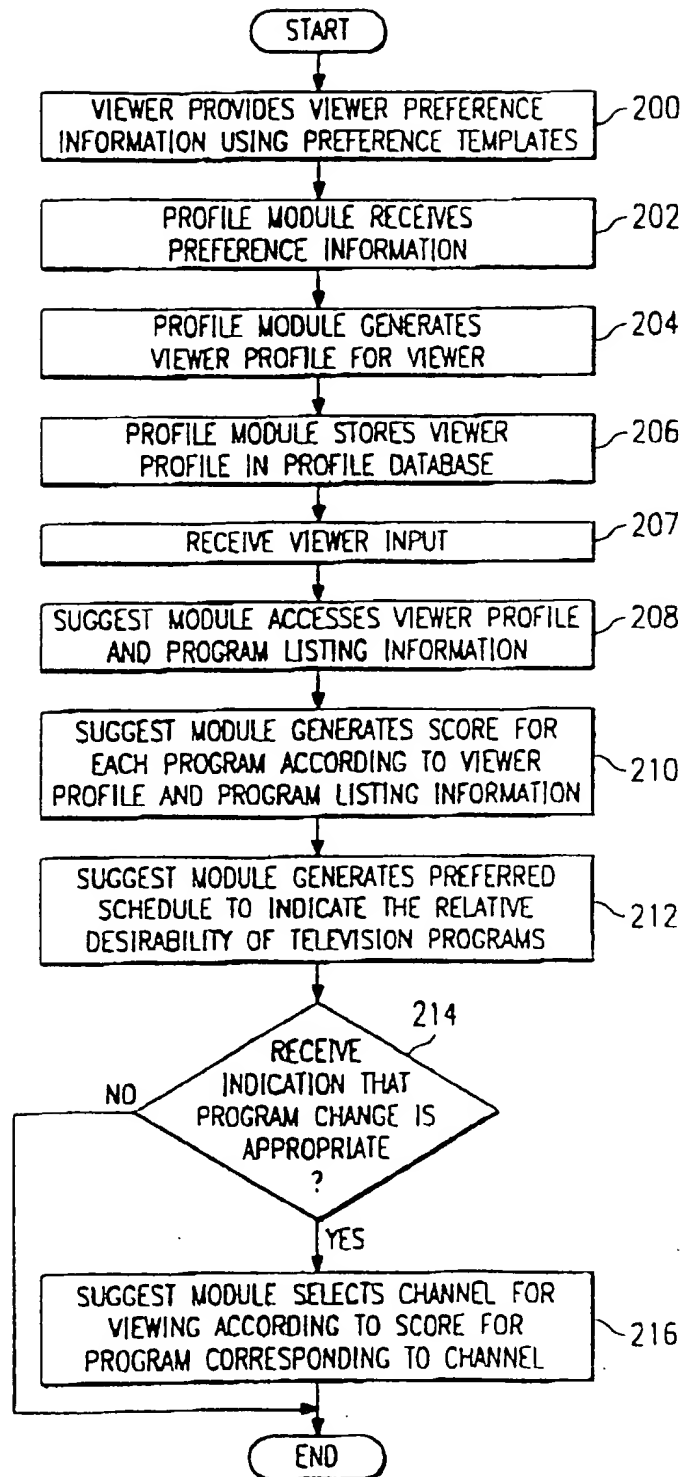 START
VIEWER PROVIDES VIEWER PREFERENCE
INFORMATION USING PREFERENCE TEMPLATES
200
PROFILE MODULE RECEIVES
PREFERENCE INFORMATION
202
PROFILE MODULE GENERATES
VIEWER PROFILE FOR VIEWER
204
PROFILE MODULE STORES VIEWER
PROFILE IN PROFILE DATABASE
206
RECEIVE VIEWER INPUT
207
SUGGEST MODULE ACCESSES VIEWER PROFILE
AND PROGRAM LISTING INFORMATION
208
SUGGEST MODULE GENERATES SCORE FOR
EACH PROGRAM ACCORDING TO VIEWER
PROFILE AND PROGRAM LISTING INFORMATION
210
SUGGEST MODULE GENERATES PREFERRED
SCHEDULE TO INDICATE THE RELATIVE
DESIRABILITY OF TELEVISION PROGRAMS
212
214
RECEIVE
INDICATION THAT
PROGRAM CHANGE IS
APPROPRIATE
?
NO
YES
SUGGEST MODULE SELECTS CHANNEL FOR
VIEWING ACCORDING TO SCORE FOR
PROGRAM CORRESPONDING TO CHANNEL
216
END